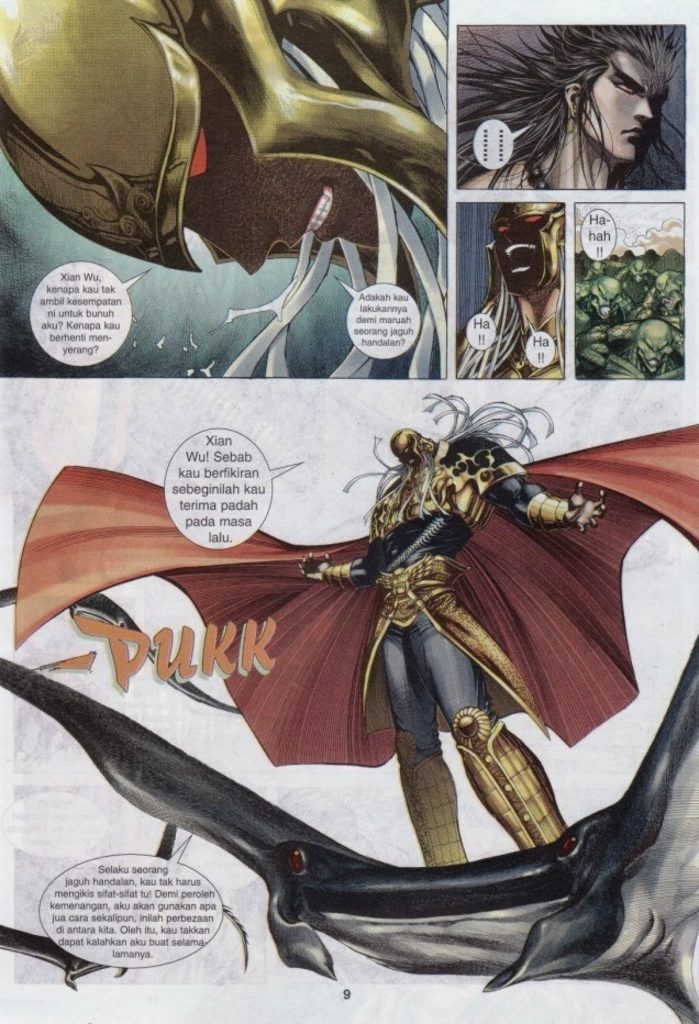 Xian Wu,
kenapa kau tak
ambil kesempatan
ni untuk bunuh
aku? Kenapa kau
berhenti men-
yerang?
Adakah kau
lakukannya
demi maruah
seorang jaguh
handalan?
Ha
!!
Ha
!!
Ha-
hah
!!
Xian
Wu! Sebab
kau berfikiran
sebeginilah kau
terima padah
pada masa
lalu.
PUKK
Selaku seorang
jaguh handalan, kau tak harus
mengikis sifat-sifat tu! Demi peroleh
kemenangan, aku akan gunakan apa
jua cara sekalipun, inilah perbezaan
di antara kita. Oleh itu, kau takkan
dapat kalahkan aku buat selama-
lamanya.
9